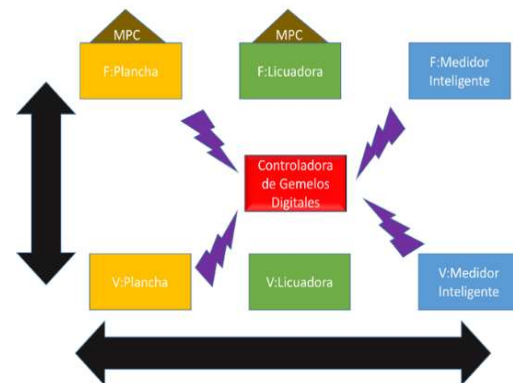 MPC
MPC
F:Plancha
F:Licuadora
F:Medidor
Inteligente
Controladora
de Gemelos
Digitales
V:Plancha
V:Licuadora
V:Medidor
Inteligente